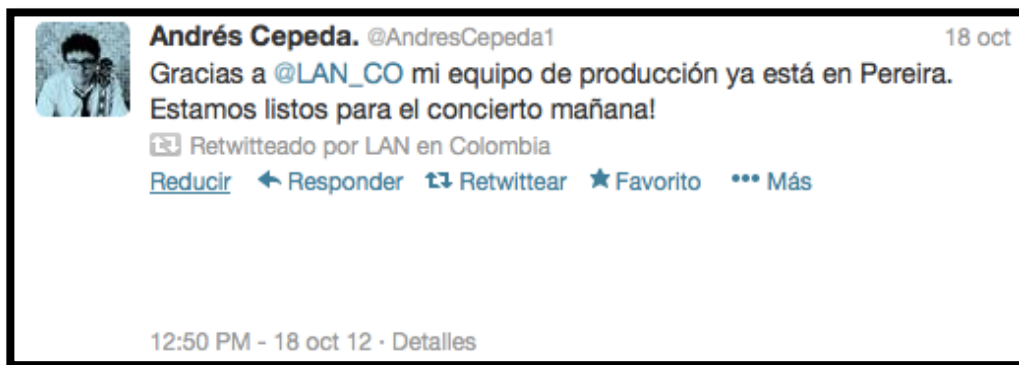 Andrés Cepeda. @AndresCepeda1 18 oct
Gracias a @LAN_CO mi equipo de producción ya está en Pereira.
Estamos listos para el concierto mañana!
Retwitteado por LAN en Colombia
Reducir Responder Retwittear Favorito Más
12:50 PM - 18 oct 12 · Detalles